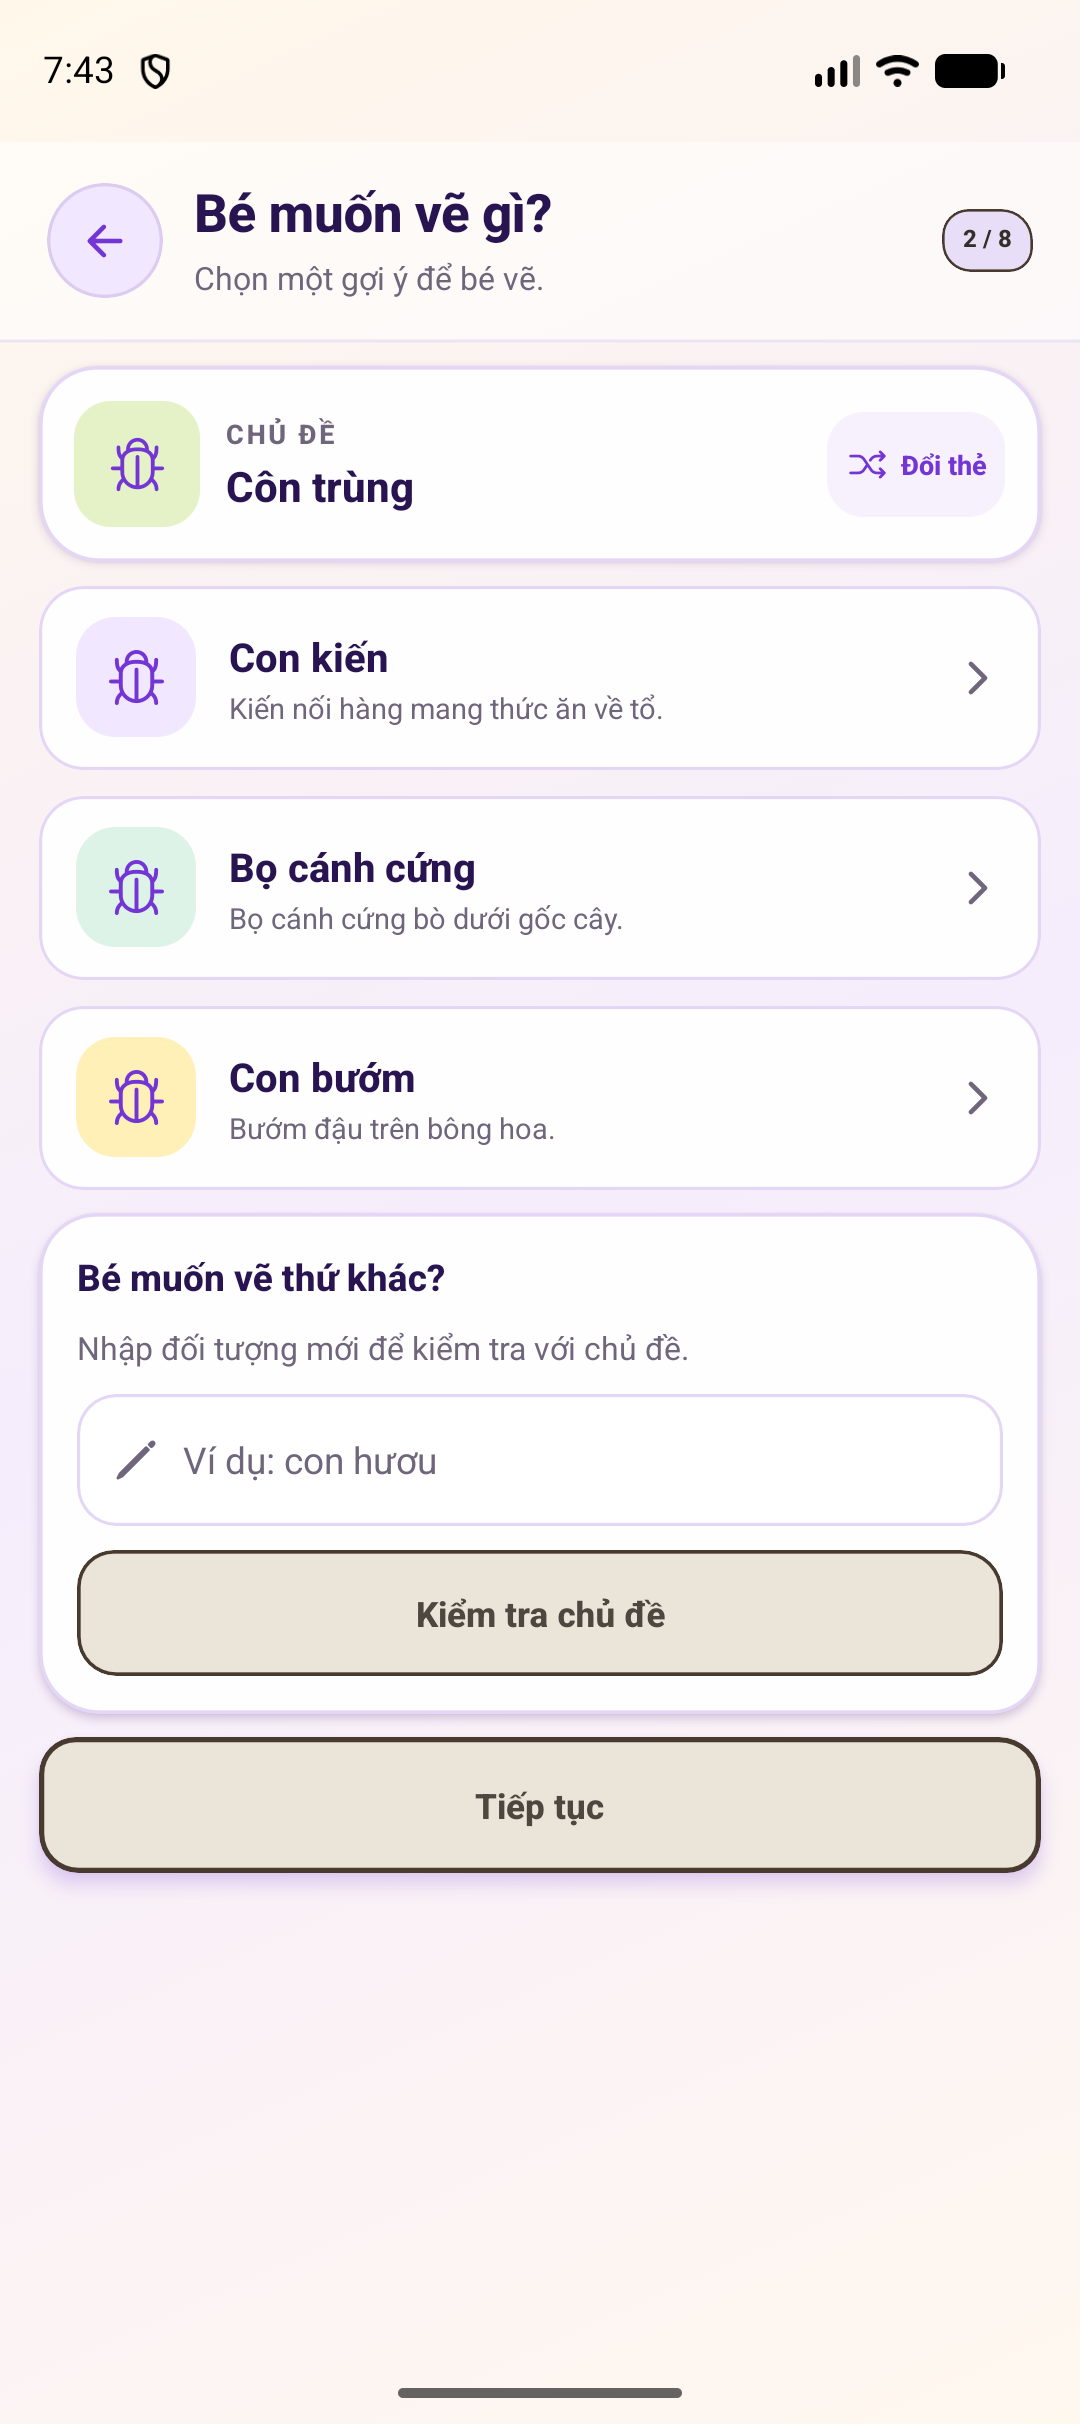 7:43
Bé muốn vẽ gì?
Chọn một gợi ý để bé vẽ.
2 / 8
CHỦ ĐỀ
Côn trùng
Đổi thẻ
Con kiến
Kiến nối hàng mang thức ăn về tổ.
Bọ cánh cứng
Bọ cánh cứng bò dưới gốc cây.
Con bướm
Bướm đậu trên bông hoa.
Bé muốn vẽ thứ khác?
Nhập đối tượng mới để kiểm tra với chủ đề.
Ví dụ: con hươu
Kiểm tra chủ đề
Tiếp tục